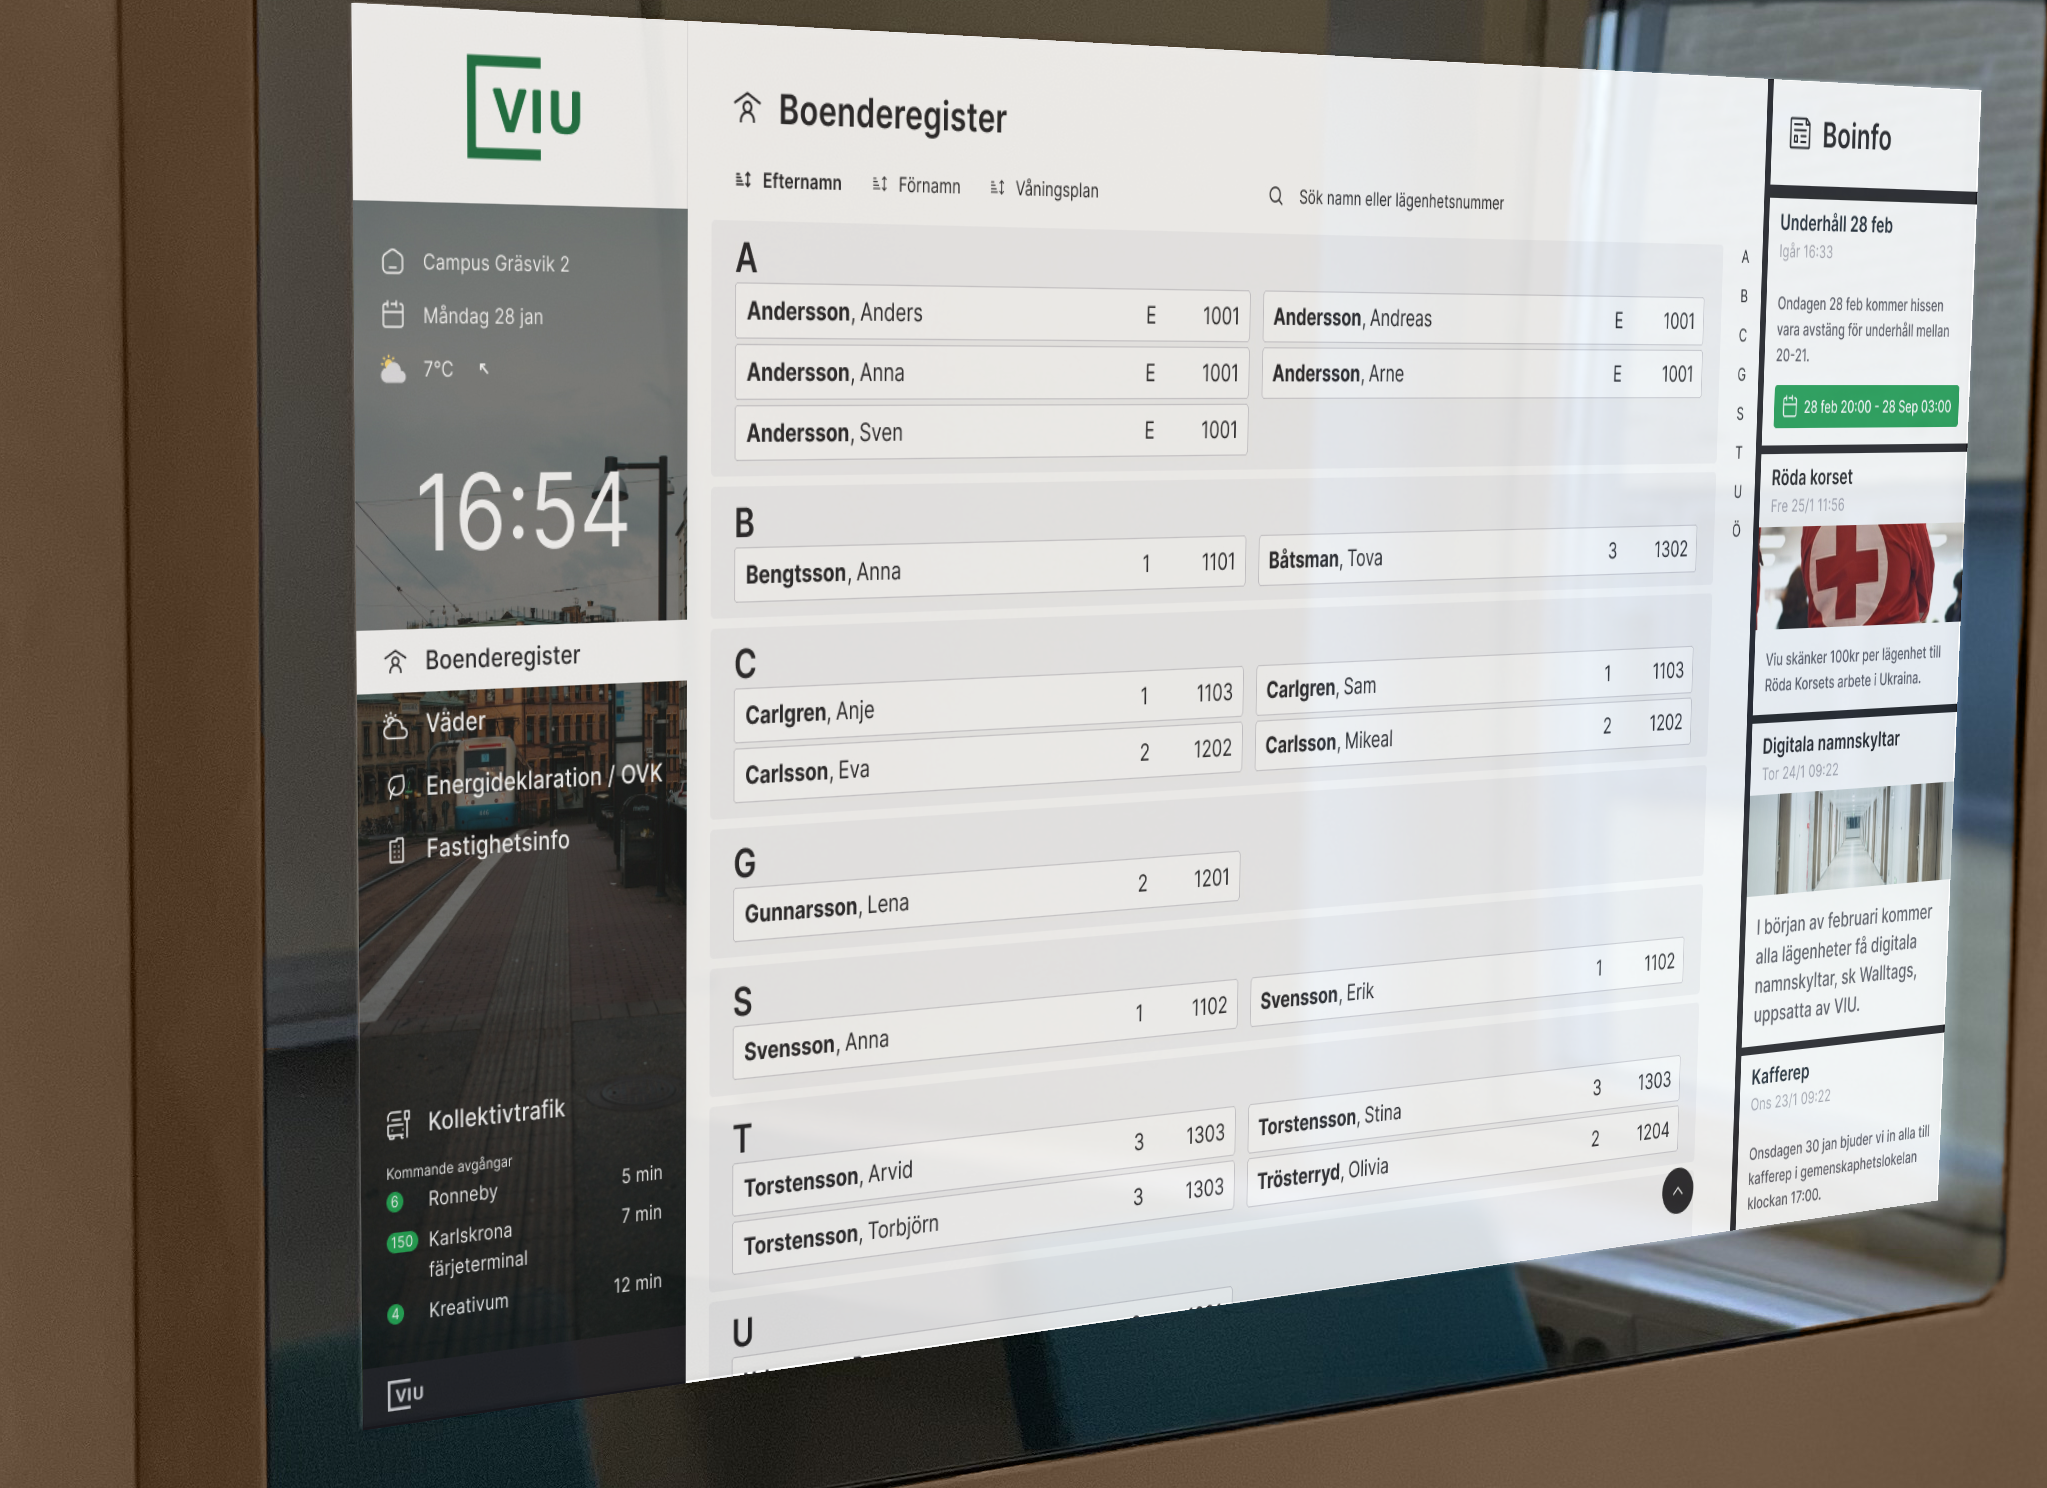 VIU
Campus Gräsvik 2
Måndag 28 jan
7°C
16:54
Boenderegister
Väder
Energideklaration / OVK
Fastighetsinfo
Kollektivtrafik
Kommande avgångar
6 Ronneby 5 min
150 Karlskrona färjeterminal 7 min
4 Kreativum 12 min
VIU
Boenderegister
Efternamn Förnamn Våningsplan
Sök namn eller lägenhetsnummer
A
Andersson, Anders E 1001
Andersson, Andreas E 1001
Andersson, Anna E 1001
Andersson, Arne E 1001
Andersson, Sven E 1001
B
Bengtsson, Anna 1 1101
Båtsman, Tova 3 1302
C
Carlgren, Anje 1 1103
Carlgren, Sam 1 1103
Carlsson, Eva 2 1202
Carlsson, Mikeal 2 1202
G
Gunnarsson, Lena 2 1201
S
Svensson, Anna 1 1102
Svensson, Erik 1 1102
T
Torstensson, Arvid 3 1303
Torstensson, Stina 3 1303
Torstensson, Torbjörn 3 1303
Trösterryd, Olivia 2 1204
U
A
B
C
G
S
T
U
Ö
Boinfo
Underhåll 28 feb
Igår 16:33
Ondagen 28 feb kommer hissen
vara avstäng för underhåll mellan
20-21.
28 feb 20:00 - 28 Sep 03:00
Röda korset
Fre 25/1 11:56
Viu skänker 100kr per lägenhet till
Röda Korsets arbete i Ukraina.
Digitala namnskyltar
Tor 24/1 09:22
I början av februari kommer
alla lägenheter få digitala
namnskyltar, sk Walltags,
uppsatta av VIU.
Kafferep
Ons 23/1 09:22
Onsdagen 30 jan bjuder vi in alla till
kafferep i gemenskaphetslokelan
klockan 17:00.